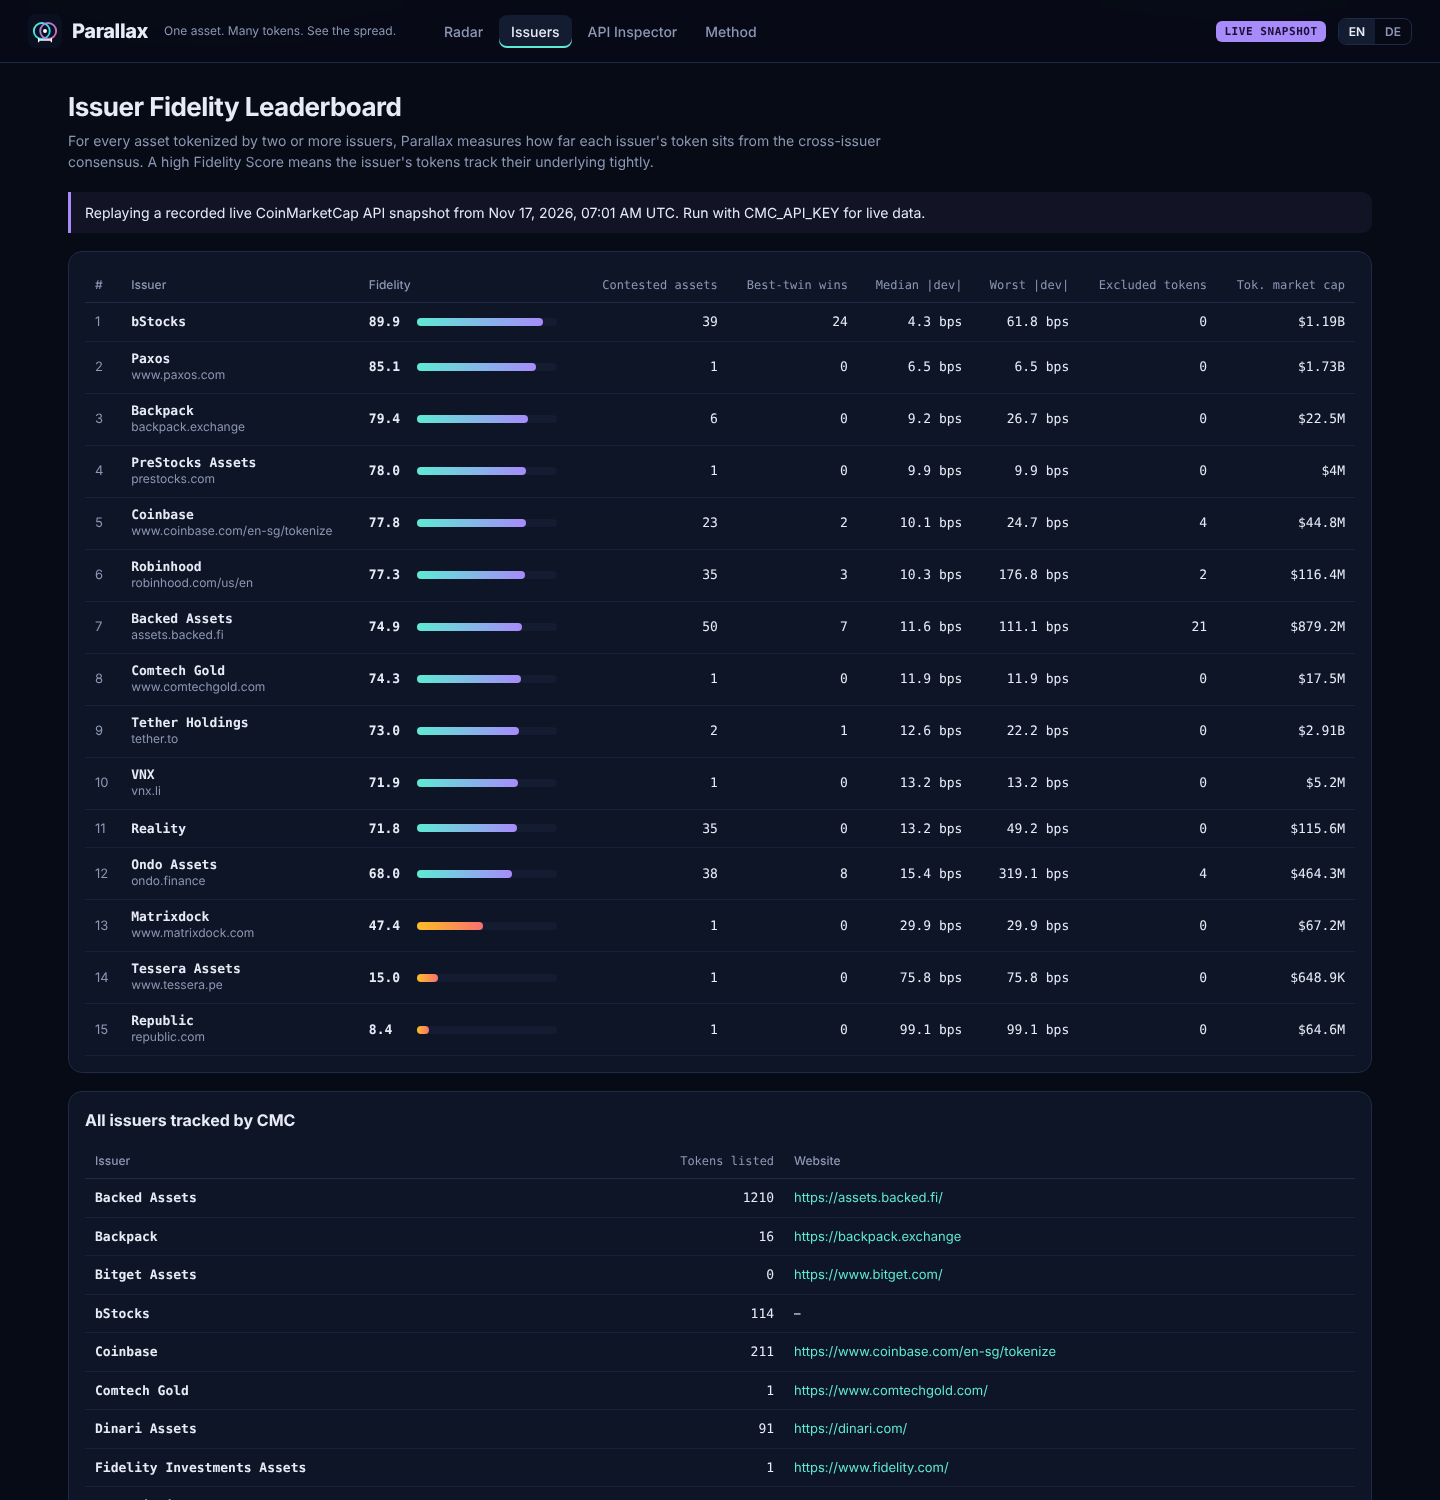 Parallax One asset. Many tokens. See the spread. Radar Issuers API Inspector Method LIVE SNAPSHOT EN DE
Issuer Fidelity Leaderboard
For every asset tokenized by two or more issuers, Parallax measures how far each issuer's token sits from the cross-issuer
consensus. A high Fidelity Score means the issuer's tokens track their underlying tightly.
Replaying a recorded live CoinMarketCap API snapshot from Nov 17, 2026, 07:01 AM UTC. Run with CMC_API_KEY for live data.
# Issuer Fidelity Contested assets Best-twin wins Median |dev| Worst |dev| Excluded tokens Tok. market cap
1 bStocks 89.9 39 24 4.3 bps 61.8 bps 0 $1.19B
2 Paxos 85.1 1 0 6.5 bps 6.5 bps 0 $1.73B
www.paxos.com
3 Backpack 79.4 6 0 9.2 bps 26.7 bps 0 $22.5M
backpack.exchange
4 PreStocks Assets 78.0 1 0 9.9 bps 9.9 bps 0 $4M
prestocks.com
5 Coinbase 77.8 23 2 10.1 bps 24.7 bps 4 $44.8M
www.coinbase.com/en-sg/tokenize
6 Robinhood 77.3 35 3 10.3 bps 176.8 bps 2 $116.4M
robinhood.com/us/en
7 Backed Assets 74.9 50 7 11.6 bps 111.1 bps 21 $879.2M
assets.backed.fi
8 Comtech Gold 74.3 1 0 11.9 bps 11.9 bps 0 $17.5M
www.comtechgold.com
9 Tether Holdings 73.0 2 1 12.6 bps 22.2 bps 0 $2.91B
tether.to
10 VNX 71.9 1 0 13.2 bps 13.2 bps 0 $5.2M
vnx.li
11 Reality 71.8 35 0 13.2 bps 49.2 bps 0 $115.6M
12 Ondo Assets 68.0 38 8 15.4 bps 319.1 bps 4 $464.3M
ondo.finance
13 Matrixdock 47.4 1 0 29.9 bps 29.9 bps 0 $67.2M
www.matrixdock.com
14 Tessera Assets 15.0 1 0 75.8 bps 75.8 bps 0 $648.9K
www.tessera.pe
15 Republic 8.4 1 0 99.1 bps 99.1 bps 0 $64.6M
republic.com
All issuers tracked by CMC
Issuer Tokens listed Website
Backed Assets 1210 https://assets.backed.fi/
Backpack 16 https://backpack.exchange
Bitget Assets 0 https://www.bitget.com/
bStocks 114 –
Coinbase 211 https://www.coinbase.com/en-sg/tokenize
Comtech Gold 1 https://www.comtechgold.com/
Dinari Assets 91 https://dinari.com/
Fidelity Investments Assets 1 https://www.fidelity.com/